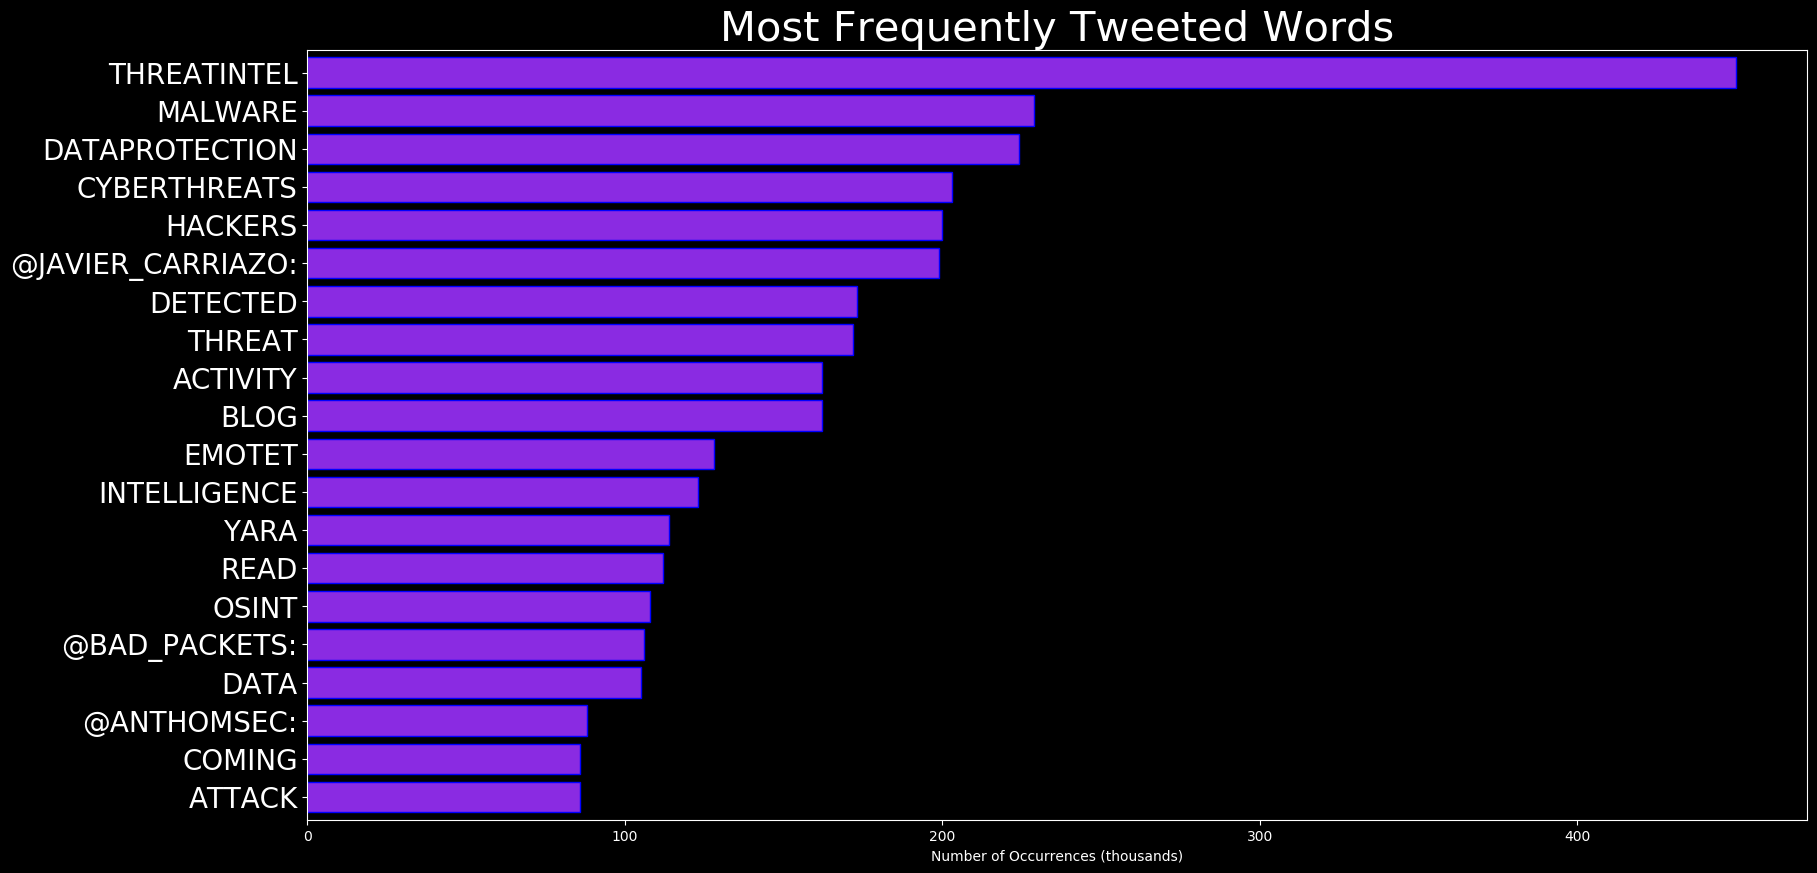 Most Frequently Tweeted Words
THREATINTEL
MALWARE
DATAPROTECTION
CYBERTHREATS
HACKERS
@JAVIER_CARRIAZO:
DETECTED
THREAT
ACTIVITY
BLOG
EMOTET
INTELLIGENCE
YARA
READ
OSINT
@BAD_PACKETS:
DATA
@ANTHOMSEC:
COMING
ATTACK
0 100 200 300 400
Number of Occurrences (thousands)